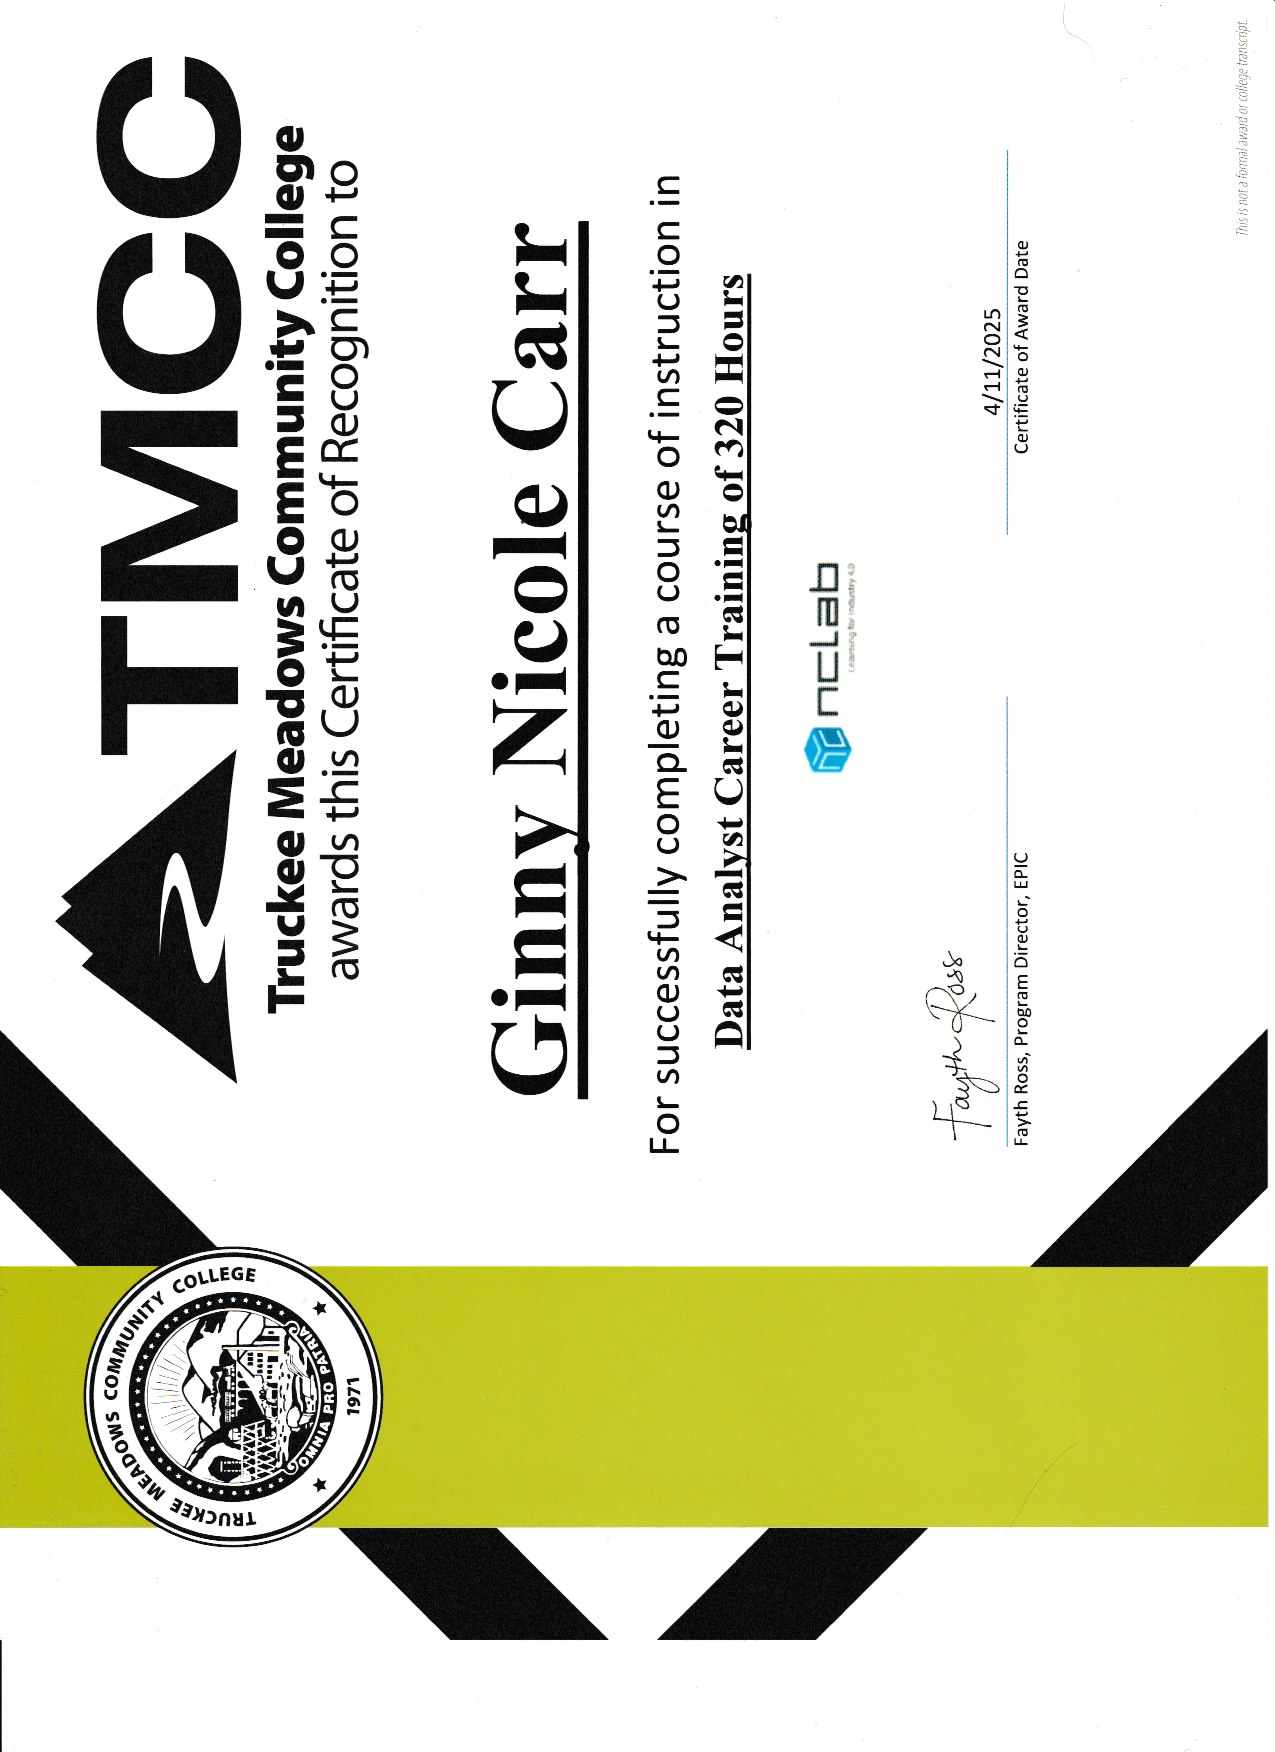 TRUCKEE MEADOWS COMMUNITY COLLEGE
OMNIA PRO PATRIA
1971
TMCC
Truckee Meadows Community College
awards this Certificate of Recognition to
Ginny Nicole Carr
For successfully completing a course of instruction in
Data Analyst Career Training of 320 Hours
nclab
Learning for Industry 4.0
Fayth Ross
4/11/2025
Fayth Ross, Program Director, EPIC
Certificate of Award Date
This is not a formal award or college transcript.